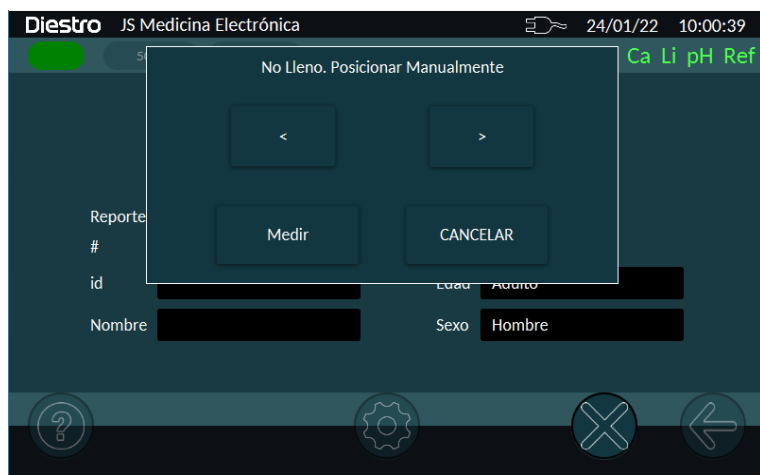 Diestro JS Medicina Electrónica 24/01/22 10:00:39
Ca Li pH Ref
No Lleno. Posicionar Manualmente
< >
Medir CANCELAR
Reporte
#
id Edad Adulto
Nombre Sexo Hombre
?